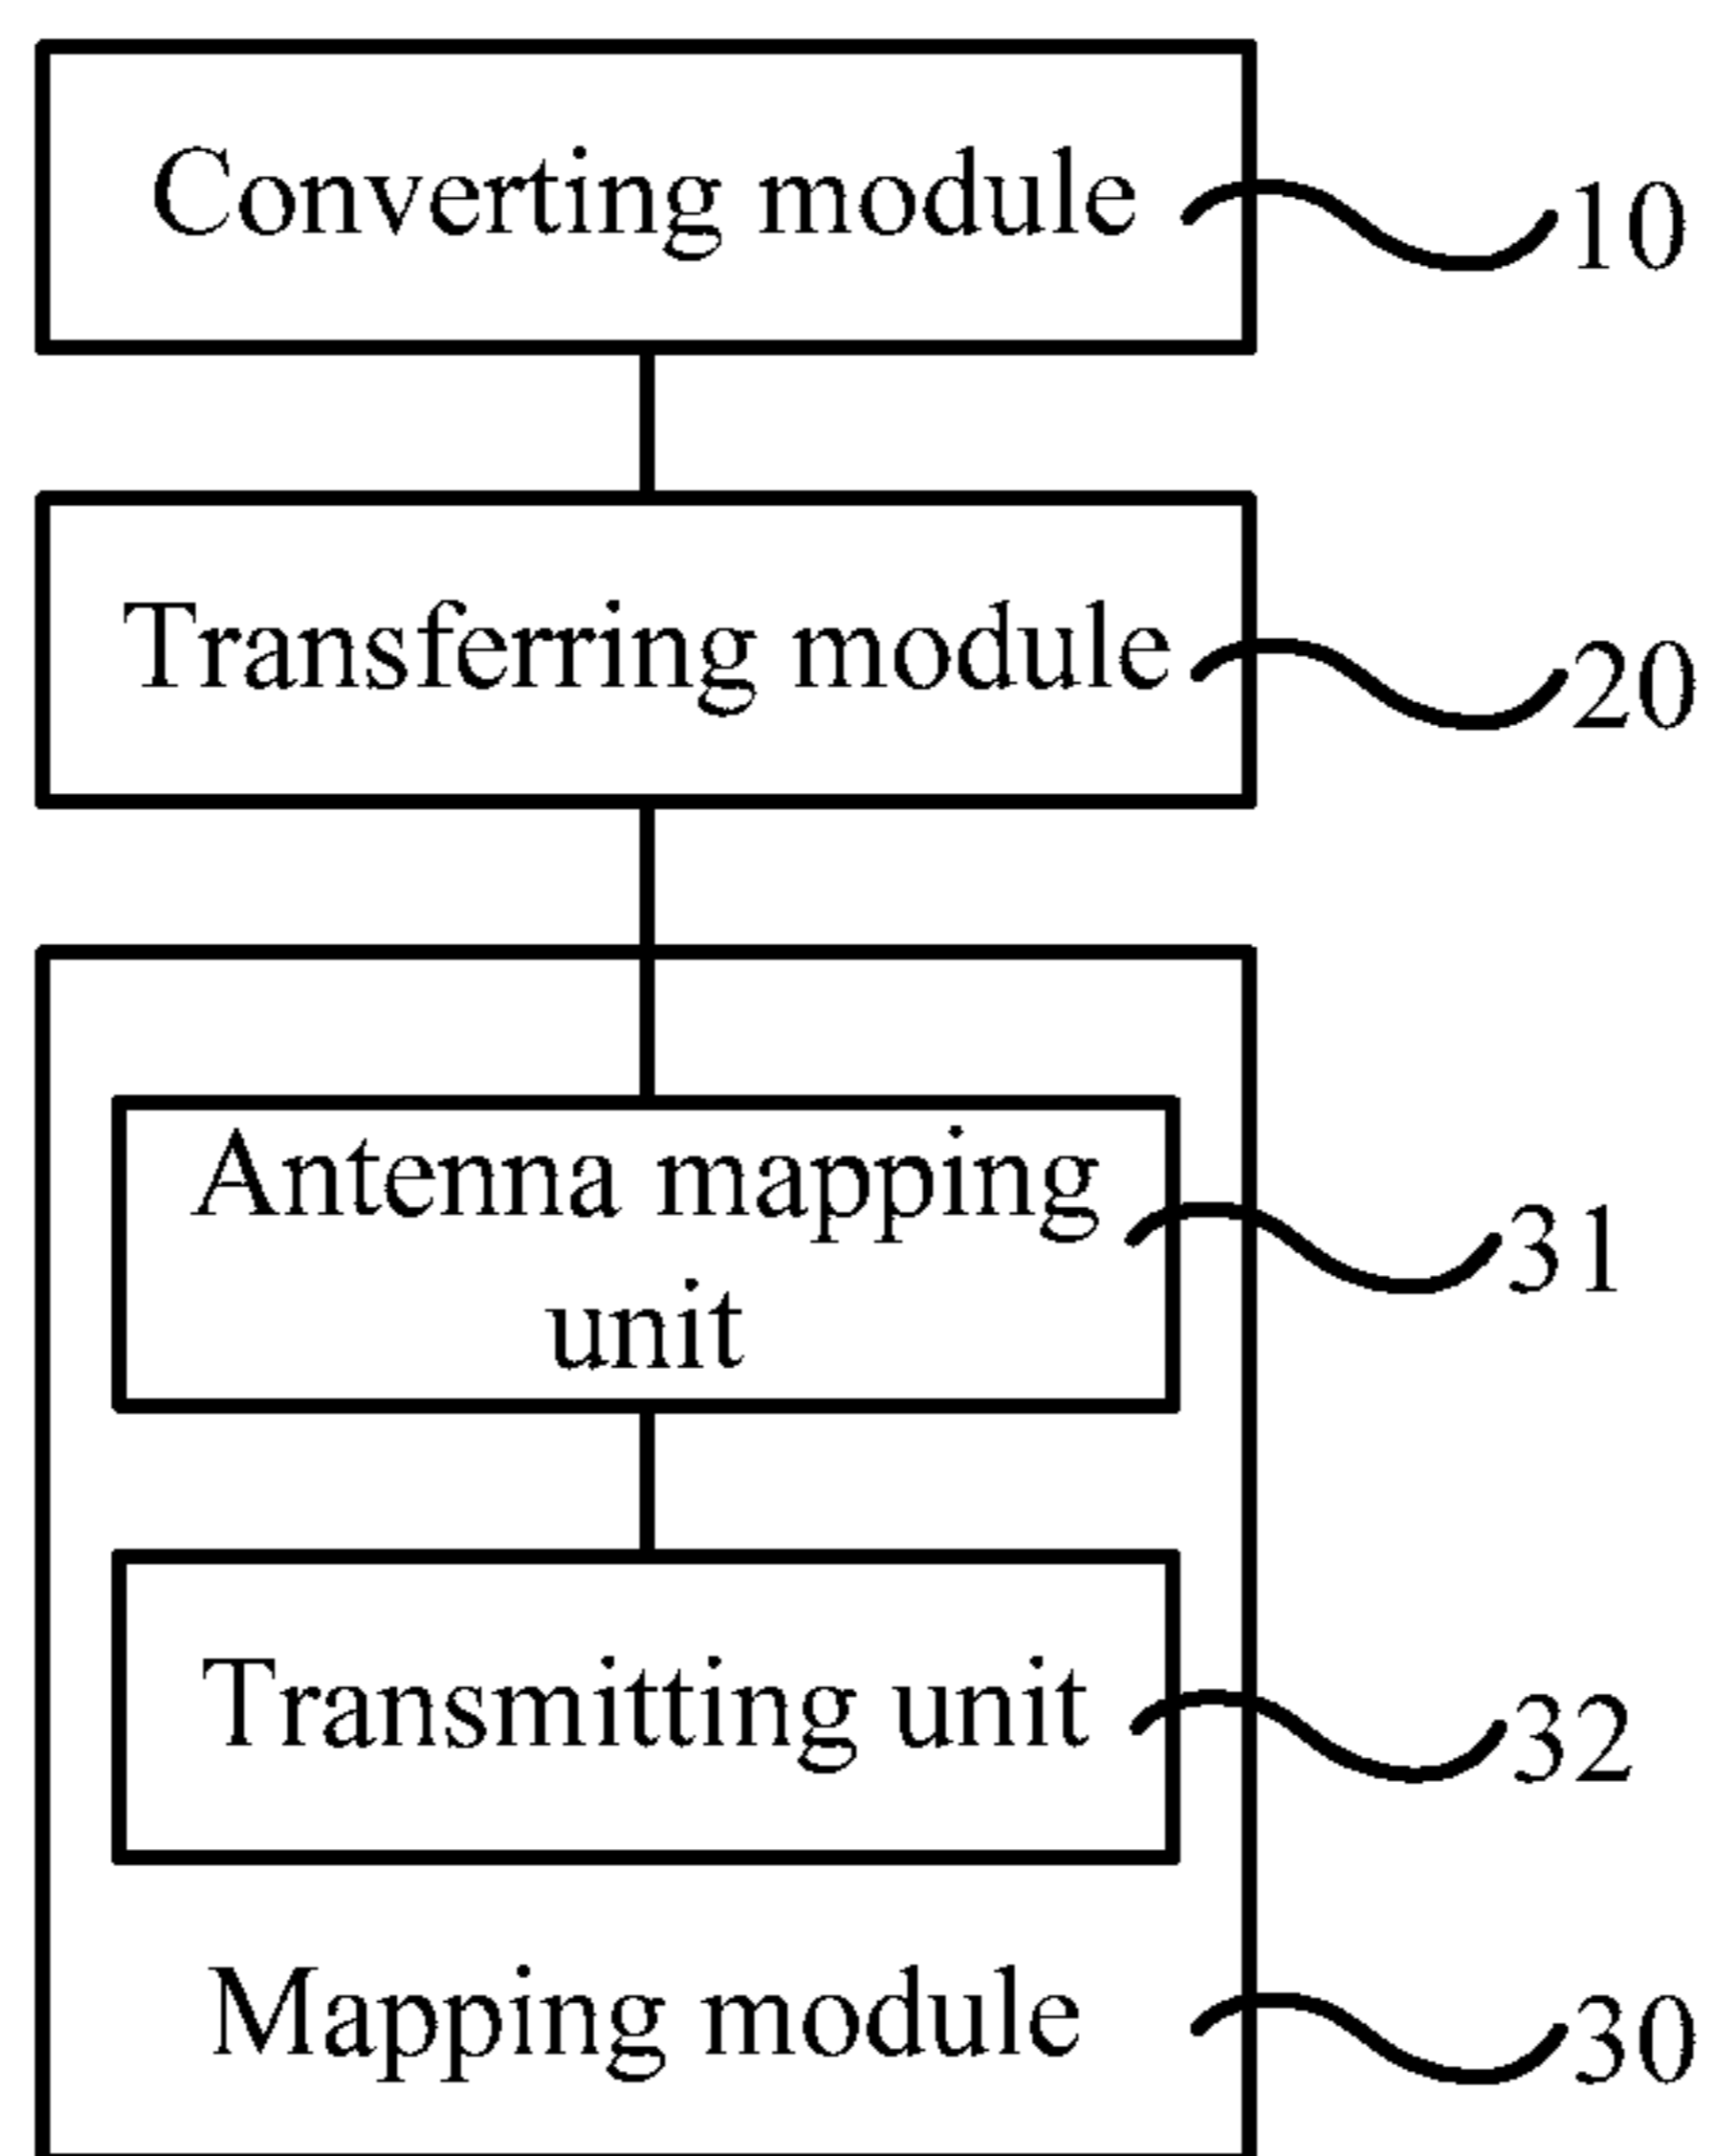 Converting module
10
Transferring module
20
Antenna mapping
unit
31
Transmitting unit
32
Mapping module
30